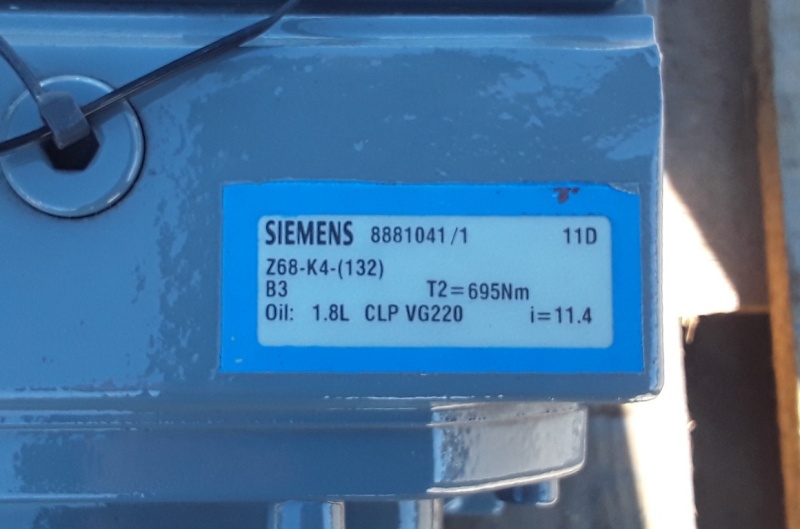 SIEMENS 8881041/1 11D
Z68-K4-(132)
B3 T2=695Nm
Oil: 1.8L CLP VG220 i=11.4